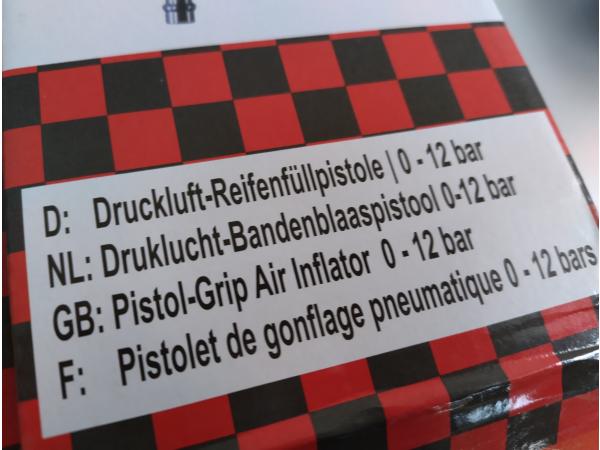 D: Druckluft-Reifenfüllpistole | 0 - 12 bar
NL: Druklucht-Bandenblaaspistool 0-12 bar
GB: Pistol-Grip Air Inflator 0 - 12 bar
F: Pistolet de gonflage pneumatique 0 - 12 bars